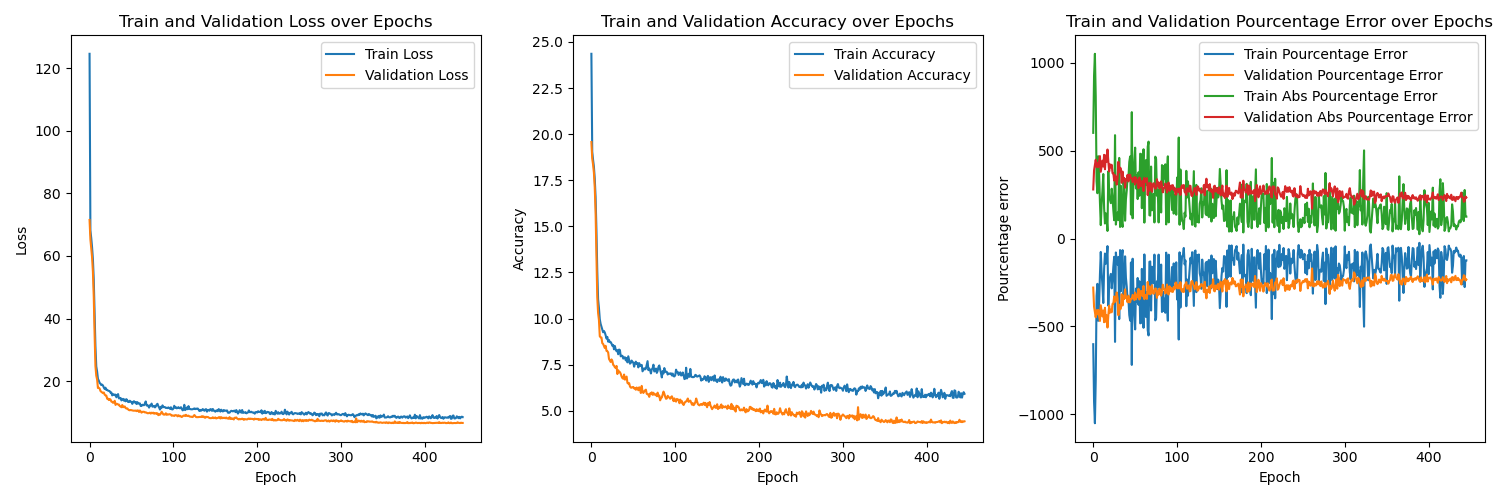 Train and Validation Loss over Epochs
Train Loss
Validation Loss
120
100
80
60
40
20
Loss
0
100
200
300
400
Epoch
Train and Validation Accuracy over Epochs
Train Accuracy
Validation Accuracy
25.0
22.5
20.0
17.5
15.0
12.5
10.0
7.5
5.0
Accuracy
0
100
200
300
400
Epoch
Train and Validation Pourcentage Error over Epochs
Train Pourcentage Error
Validation Pourcentage Error
Train Abs Pourcentage Error
Validation Abs Pourcentage Error
1000
500
0
−500
−1000
Pourcentage error
0
100
200
300
400
Epoch